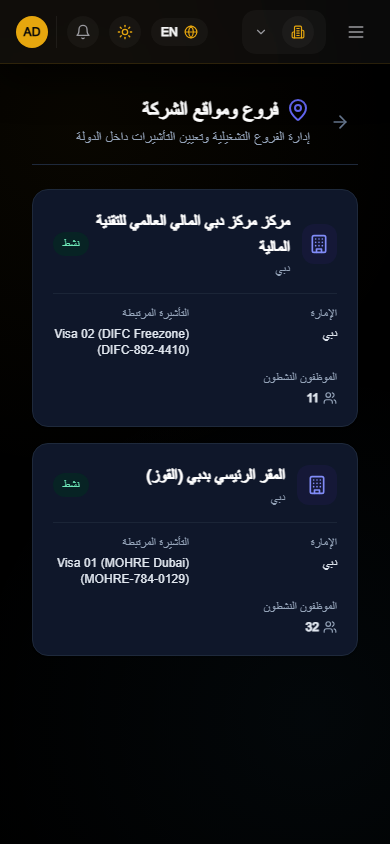 AD
EN
فروع ومواقع الشركة
إدارة الفروع التشغيلية وتعيين التأشيرات داخل الدولة
مركز مركز دبي المالي العالمي للتقنية
المالية
دبي
نشط
الإمارة
دبي
التأشيرة المرتبطة
Visa 02 (DIFC Freezone)
(DIFC-892-4410)
الموظفون النشطون
11
المقر الرئيسي بدبي (القوز)
دبي
نشط
الإمارة
دبي
التأشيرة المرتبطة
Visa 01 (MOHRE Dubai)
(MOHRE-784-0129)
الموظفون النشطون
32